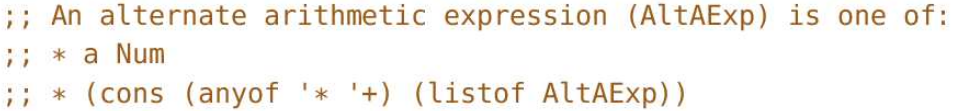 ;; An alternate arithmetic expression (AltAExp) is one of:
;; * a Num
;; * (cons (anyof '* '+) (listof AltAExp))